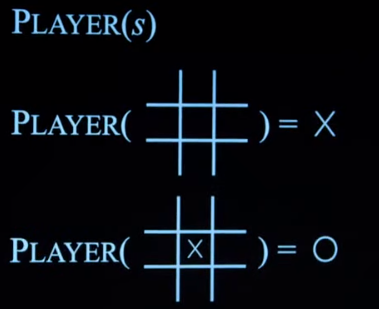 PLAYER(s)
PLAYER( ) = X
PLAYER( X ) = O